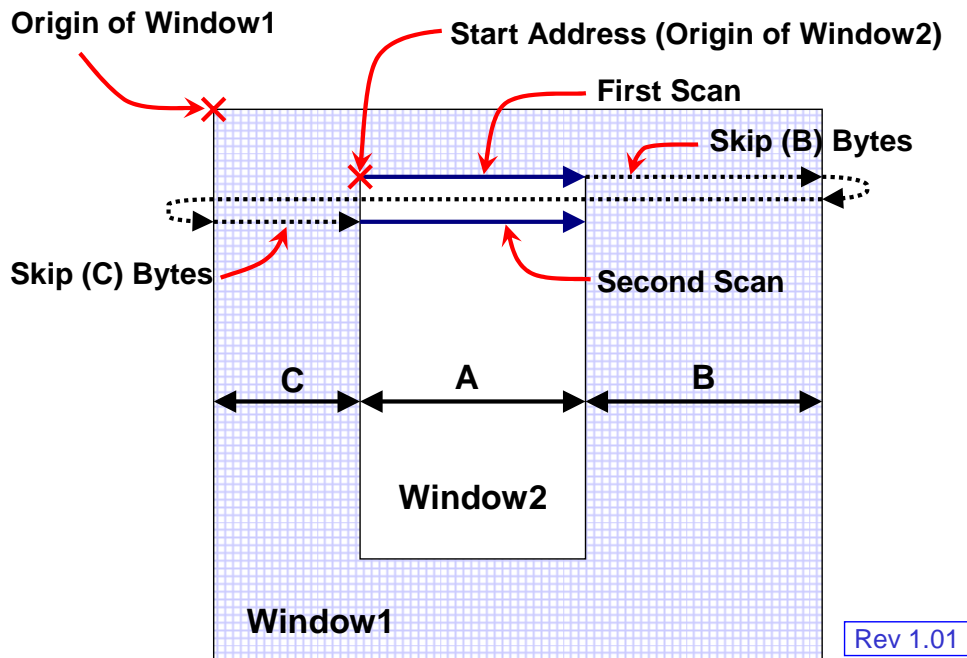 Origin of Window1
Start Address (Origin of Window2)
First Scan
Skip (B) Bytes
Skip (C) Bytes
Second Scan
C
A
B
Window2
Window1
Rev 1.01